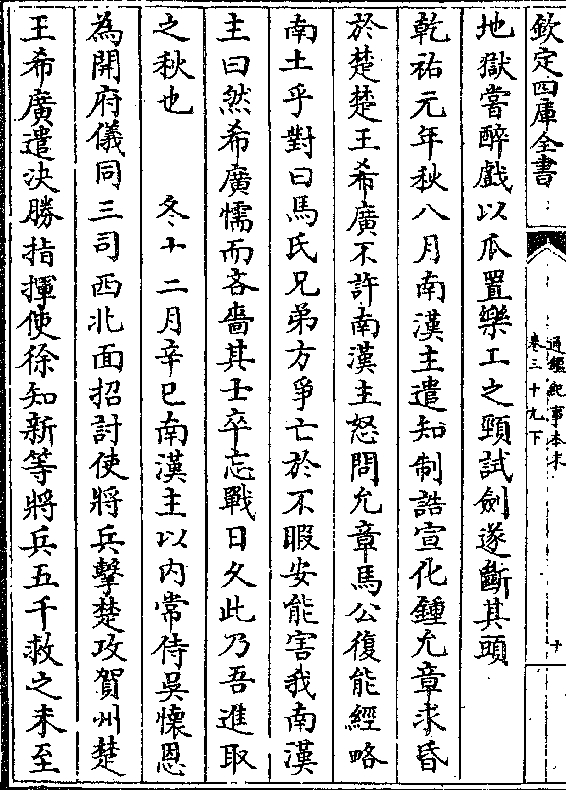 欽定四庫全書
通鑑紀事本末
卷三十九下
十
地獄嘗醉戲以瓜置樂工之頸試劍遂斷其頭
乾祐元年秋八月南漢主遣知制誥宣化鍾允章求昏
於楚楚王希廣不許南漢主怒問允章馬公復能經略
南土乎對曰馬氏兄弟方爭亡於不暇安能害我南漢
主曰然希廣懦而吝嗇其士卒忘戰日久此乃吾進取
之秋也　冬十二月辛巳南漢主以内常侍吳懷恩
為開府儀同三司西北面招討使將兵擊楚攻賀州楚
王希廣遣決勝指揮使徐知新等將兵五千救之未至